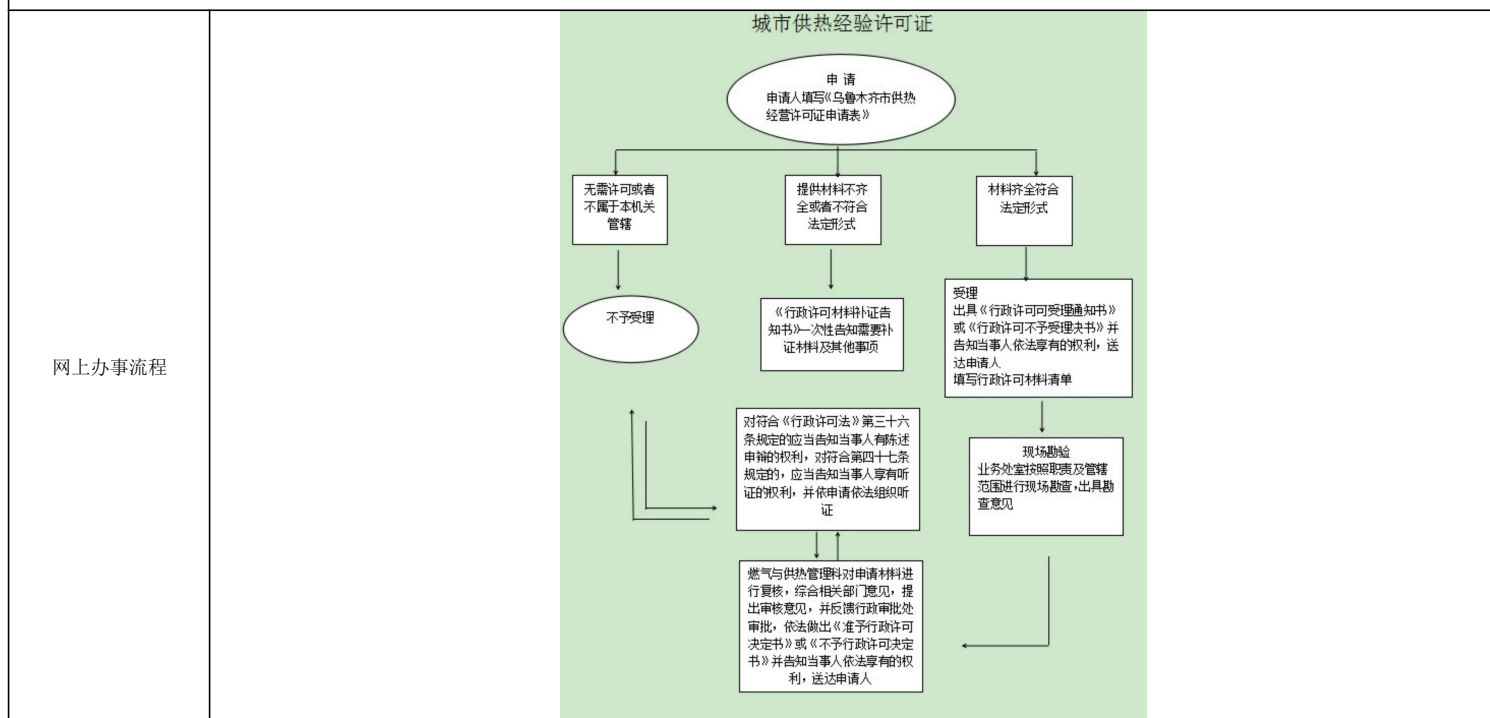 网上办事流程
城市供热经验许可证
申 请
申请人填写《乌鲁木齐市供热
经营许可证申请表》
无需许可或者
不属于本机关
管辖
提供材料不齐
全或者不符合
法定形式
材料齐全符合
法定形式
不予受理
《行政许可材料补证告
知书》一次性告知需要补
证材料及其他事项
受理
出具《行政许可可受理通知书》
或《行政许可不予受理决书》并
告知当事人依法享有的权利，送
达申请人
填写行政许可材料清单
对符合《行政许可法》第三十六
条规定的应当告知当事人有陈述
申辩的权利，对符合第四十七条
规定的，应当告知当事人享有听
证的权利，并依申请依法组织听
证
现场勘验
业务处室按照职责及管辖
范围进行现场勘查，出具勘
查意见
燃气与供热管理科对申请材料进
行复核，综合相关部门意见，提
出审核意见，并反馈行政审批处
审批，依法做出《准予行政许可
决定书》或《不予行政许可决定
书》并告知当事人依法享有的权
利，送达申请人